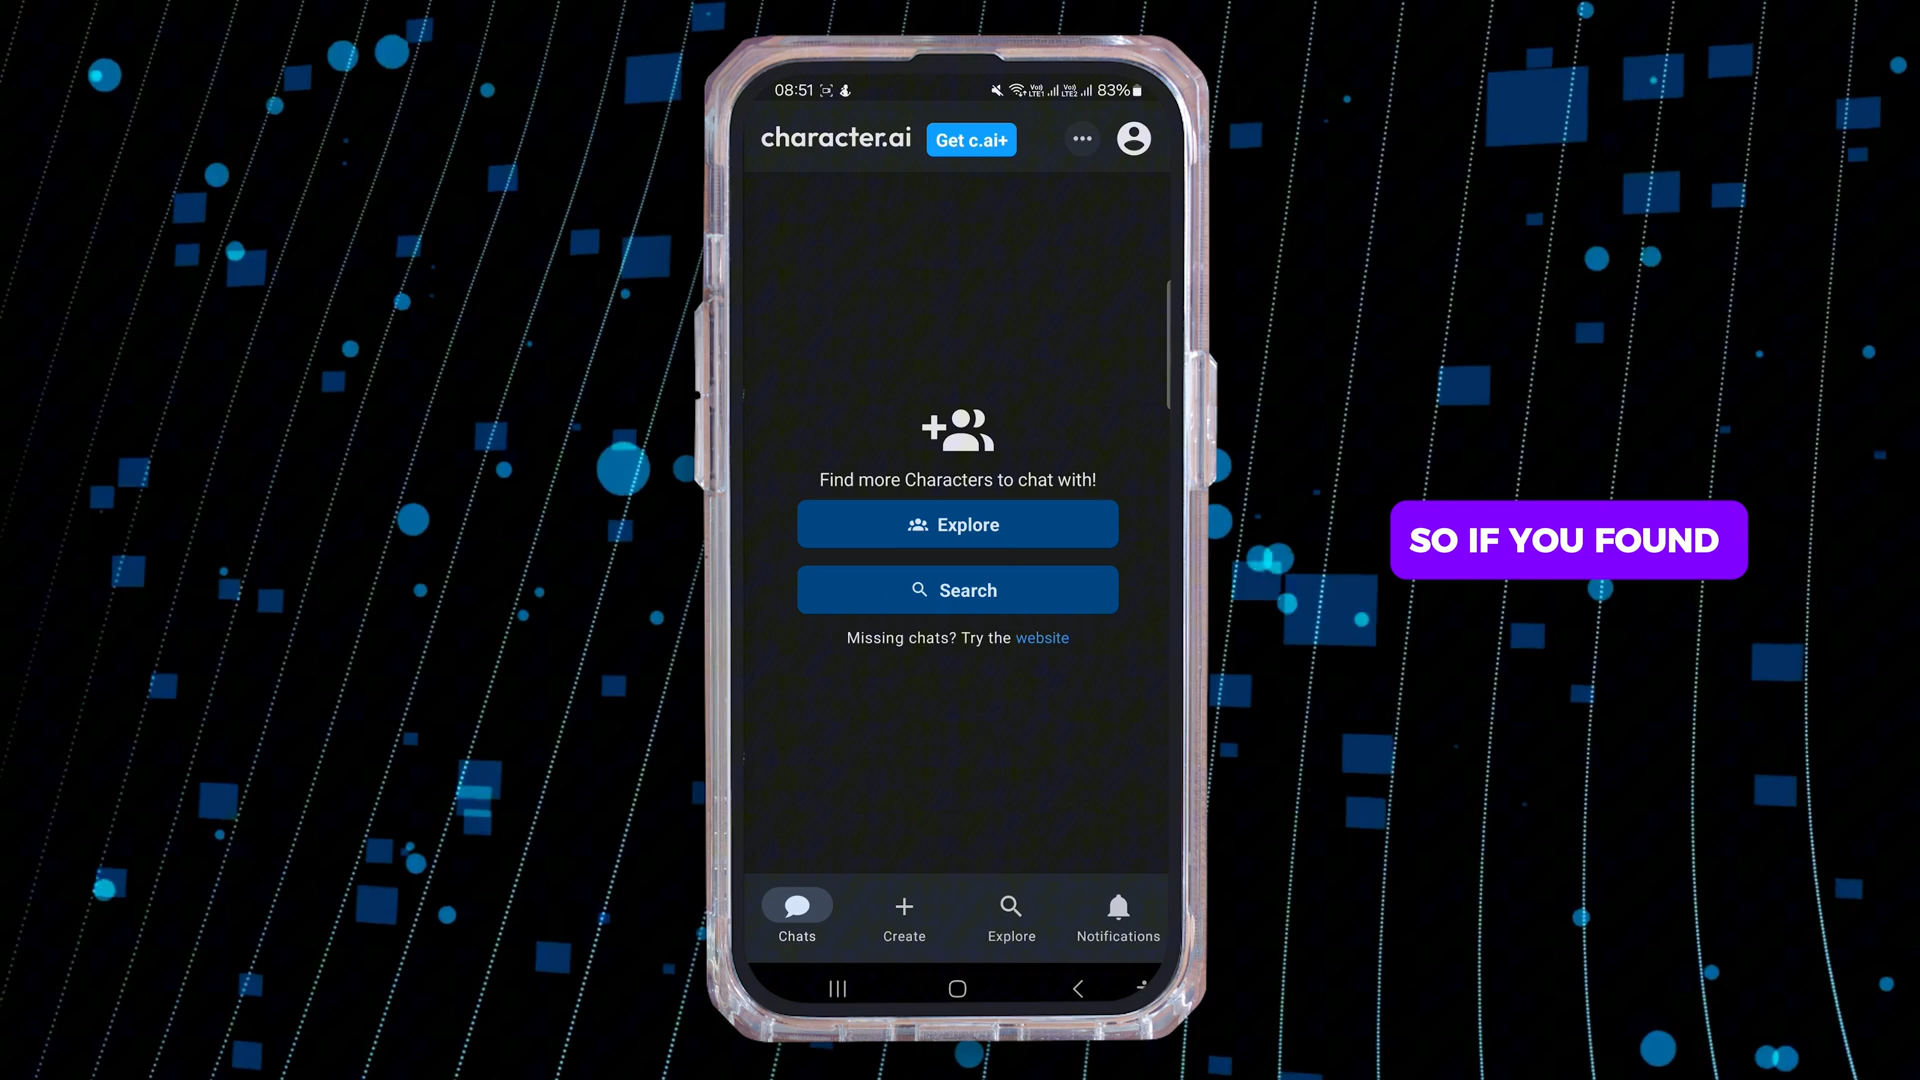 08:51 83%
character.ai Get c.ai+
Find more Characters to chat with!
Explore
Search
Missing chats? Try the website
Chats Create Explore Notifications
SO IF YOU FOUND